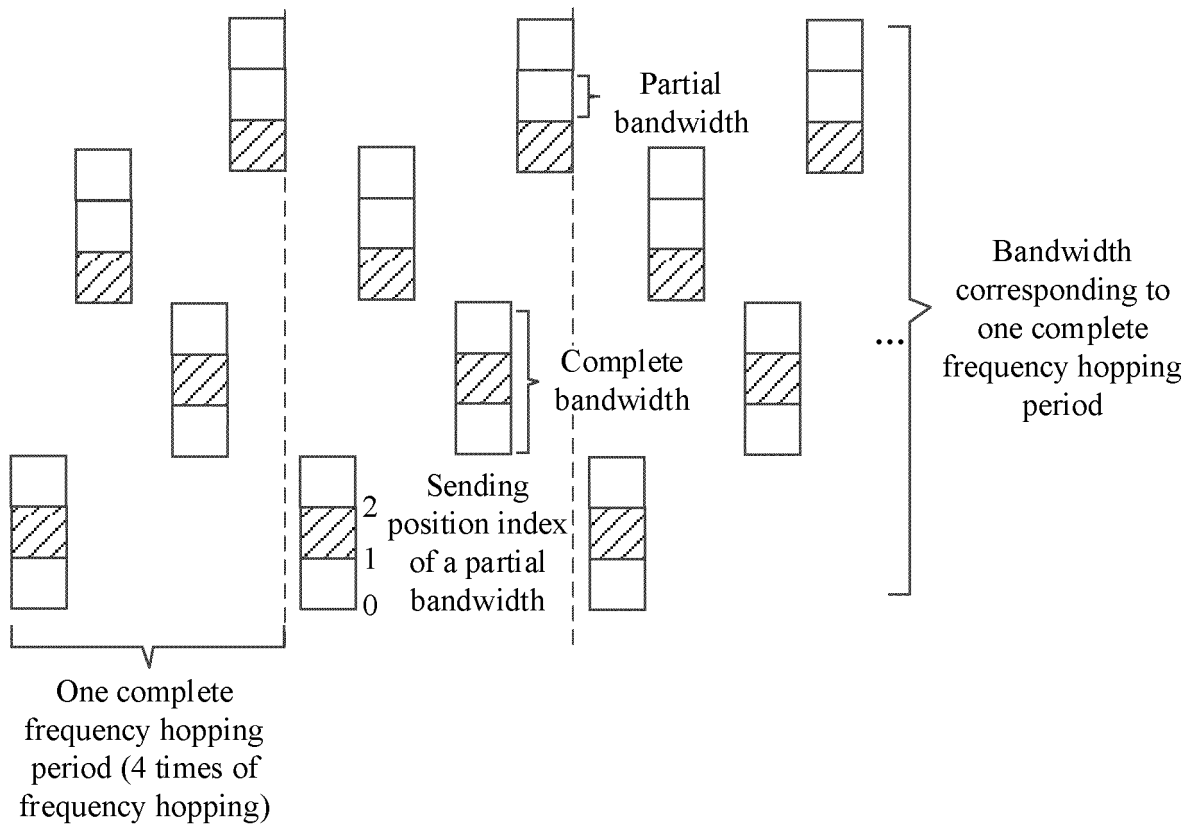 Partial
bandwidth
Bandwidth
corresponding to
one complete
frequency hopping
period
...
Complete
bandwidth
Sending
position index
of a partial
bandwidth
2
1
0
One complete
frequency hopping
period (4 times of
frequency hopping)